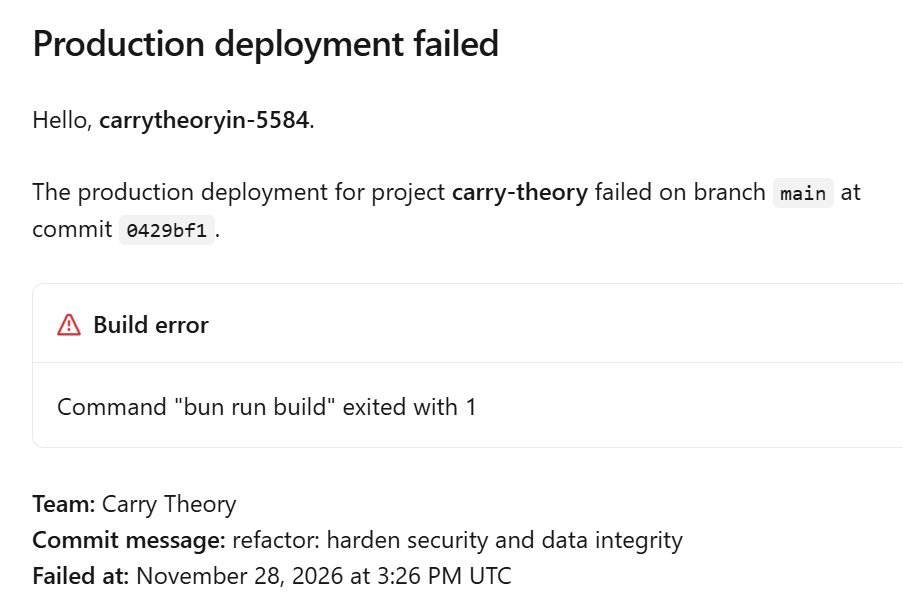 Production deployment failed
Hello, carrytheoryin-5584.
The production deployment for project carry-theory failed on branch main at
commit 0429bf1.
Build error
Command "bun run build" exited with 1
Team: Carry Theory
Commit message: refactor: harden security and data integrity
Failed at: November 28, 2026 at 3:26 PM UTC